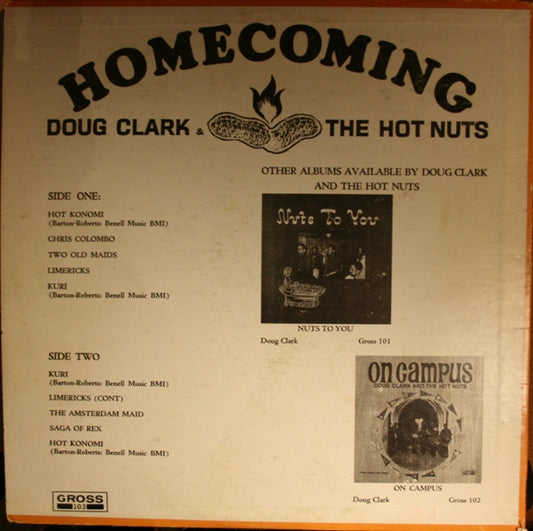 HOMECOMING
DOUG CLARK & THE HOT NUTS
OTHER ALBUMS AVAILABLE BY DOUG CLARK
AND THE HOT NUTS
SIDE ONE:
HOT KONOMI
(Barton-Roberts: Benell Music BMI)
CHRIS COLOMBO
TWO OLD MAIDS
LIMERICKS
KURI
(Barton-Roberts: Benell Music BMI)
Nuts To You
NUTS TO YOU
Doug Clark Gross 101
SIDE TWO
KURI
(Barton-Roberts: Benell Music BMI)
LIMERICKS (CONT)
THE AMSTERDAM MAID
SAGA OF REX
HOT KONOMI
(Barton-Roberts: Benell Music BMI)
on campus
DOUG CLARK AND THE HOT NUTS
ON CAMPUS
Doug Clark Gross 102
GROSS
103